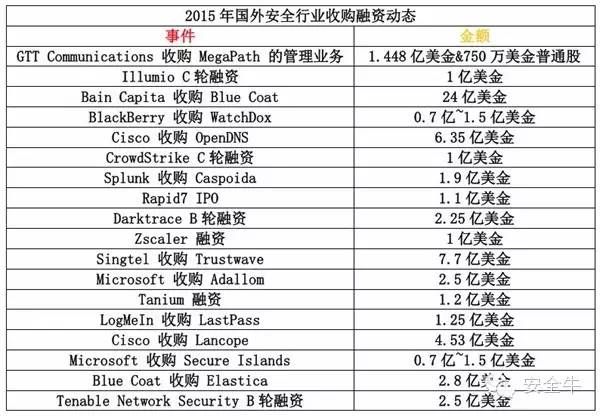 2015 年国外安全行业收购融资动态
事件 金额
GTT Communications 收购 MegaPath 的管理业务 1.448 亿美金&750 万美金普通股
Illumio C 轮融资 1 亿美金
Bain Capita 收购 Blue Coat 24 亿美金
BlackBerry 收购 WatchDox 0.7 亿~1.5 亿美金
Cisco 收购 OpenDNS 6.35 亿美金
CrowdStrike C 轮融资 1 亿美金
Splunk 收购 Caspoida 1.9 亿美金
Rapid7 IPO 1.1 亿美金
Darktrace B 轮融资 2.25 亿美金
Zscaler 融资 1 亿美金
Singtel 收购 Trustwave 7.7 亿美金
Microsoft 收购 Adallom 2.5 亿美金
Tanium 融资 1.2 亿美金
LogMeIn 收购 LastPass 1.25 亿美金
Cisco 收购 Lancope 4.53 亿美金
Microsoft 收购 Secure Islands 0.7 亿~1.5 亿美金
Blue Coat 收购 Elastica 2.8 亿美金
Tenable Network Security B 轮融资 2.5 亿美金
安全牛